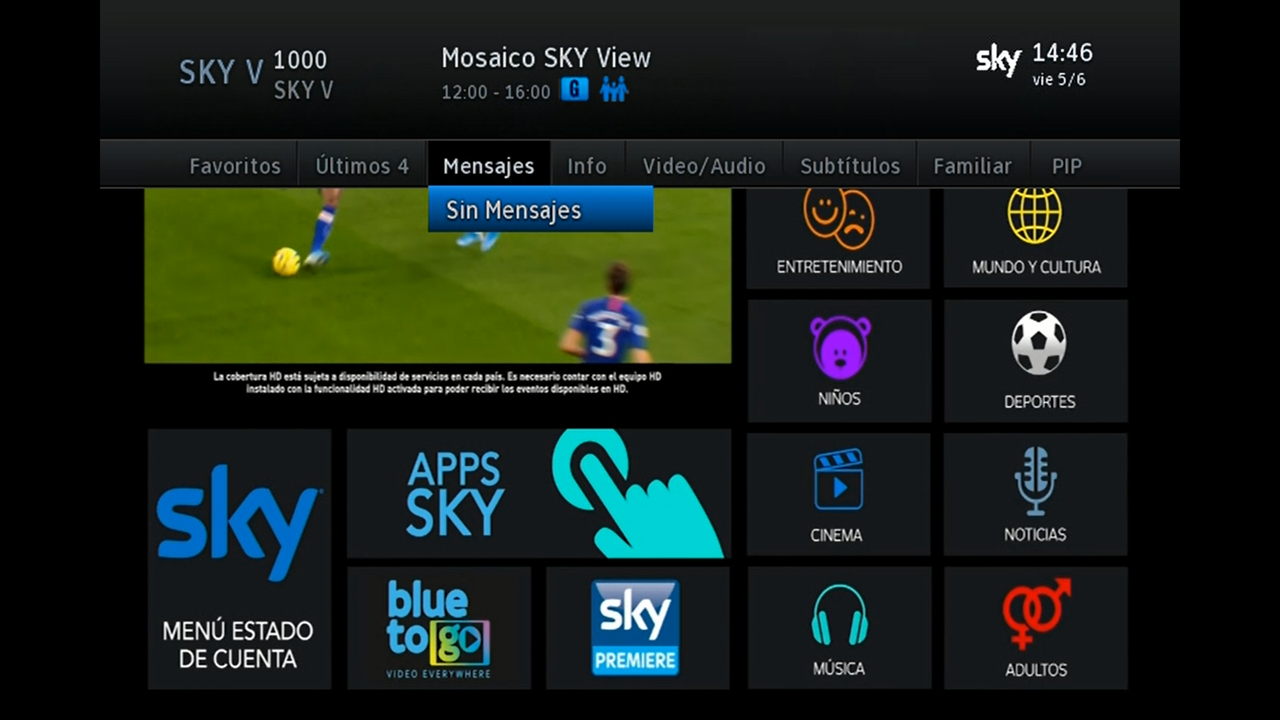 SKY V
1000
SKY V
Mosaico SKY View
12:00 - 16:00 G
sky 14:46
vie 5/6
Favoritos Últimos 4 Mensajes Info Video/Audio Subtítulos Familiar PIP
Sin Mensajes
3
La cobertura HD está sujeta a disponibilidad de servicios en cada país. Es necesario contar con el equipo HD
instalado con la funcionalidad HD activada para poder recibir los eventos disponibles en HD.
ENTRETENIMIENTO
MUNDO Y CULTURA
NIÑOS
DEPORTES
sky
MENÚ ESTADO
DE CUENTA
APPS
SKY
CINEMA
NOTICIAS
blue
to go
VIDEO EVERYWHERE
sky
PREMIERE
MÚSICA
ADULTOS